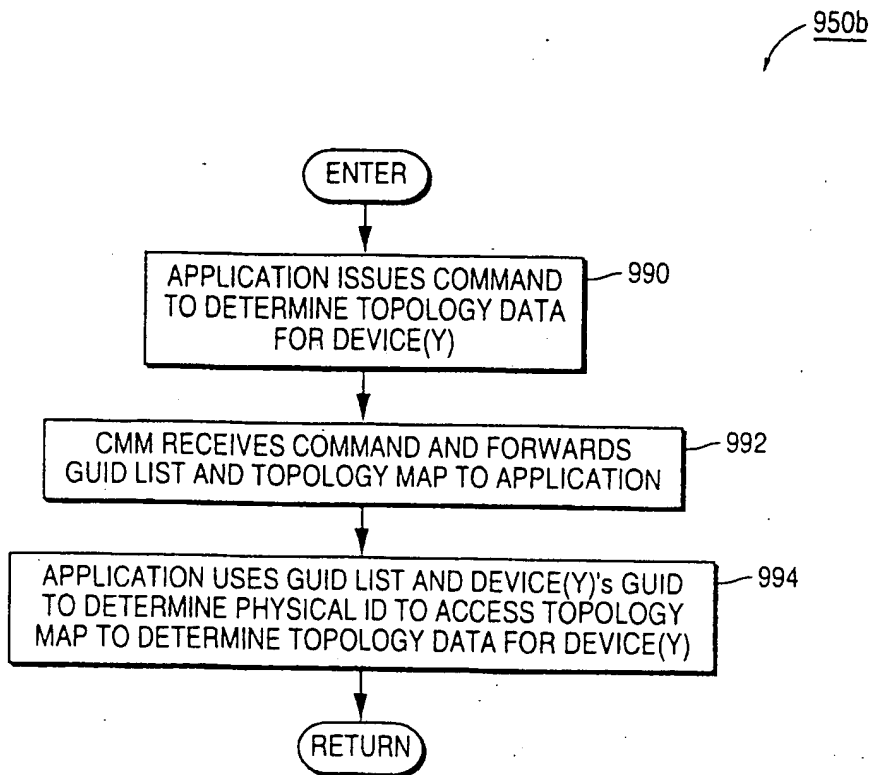 950b
ENTER
APPLICATION ISSUES COMMAND
TO DETERMINE TOPOLOGY DATA
FOR DEVICE(Y)
990
CMM RECEIVES COMMAND AND FORWARDS
GUID LIST AND TOPOLOGY MAP TO APPLICATION
992
APPLICATION USES GUID LIST AND DEVICE(Y)'s GUID
TO DETERMINE PHYSICAL ID TO ACCESS TOPOLOGY
MAP TO DETERMINE TOPOLOGY DATA FOR DEVICE(Y)
994
RETURN